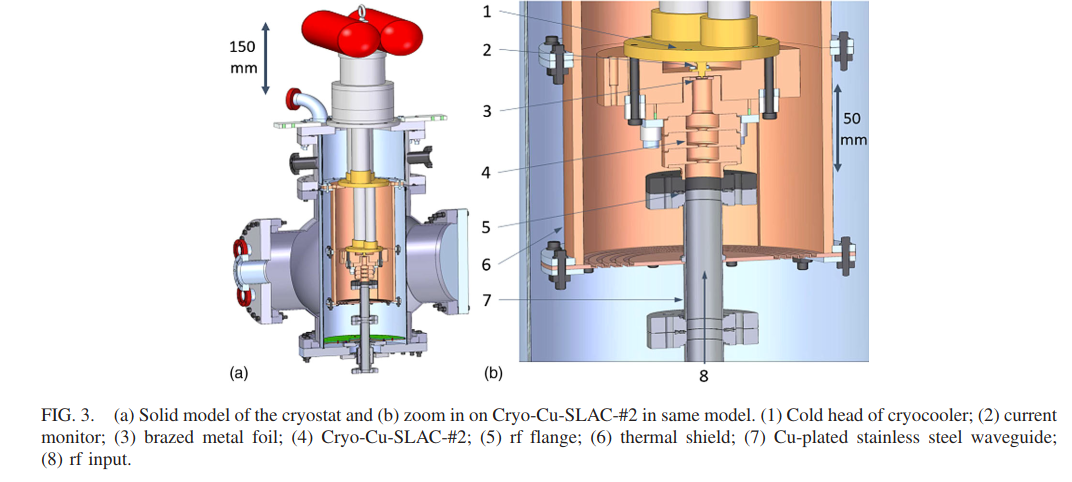 150
mm
(a)
1
2
3
4
5
6
7
50
mm
(b)
8
FIG. 3. (a) Solid model of the cryostat and (b) zoom in on Cryo-Cu-SLAC-#2 in same model. (1) Cold head of cryocooler; (2) current
monitor; (3) brazed metal foil; (4) Cryo-Cu-SLAC-#2; (5) rf flange; (6) thermal shield; (7) Cu-plated stainless steel waveguide;
(8) rf input.